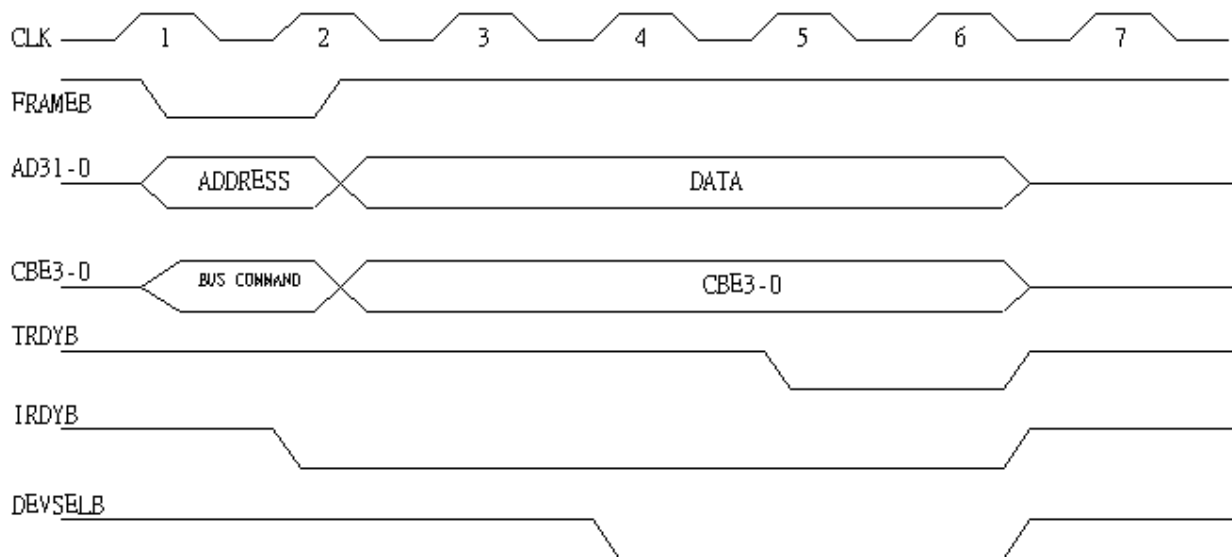 CLK 1 2 3 4 5 6 7
FRAMEB
AD31-0 ADDRESS DATA
CBE3-0 BUS COMMAND CBE3-0
TRDYB
IRDYB
DEVSELB